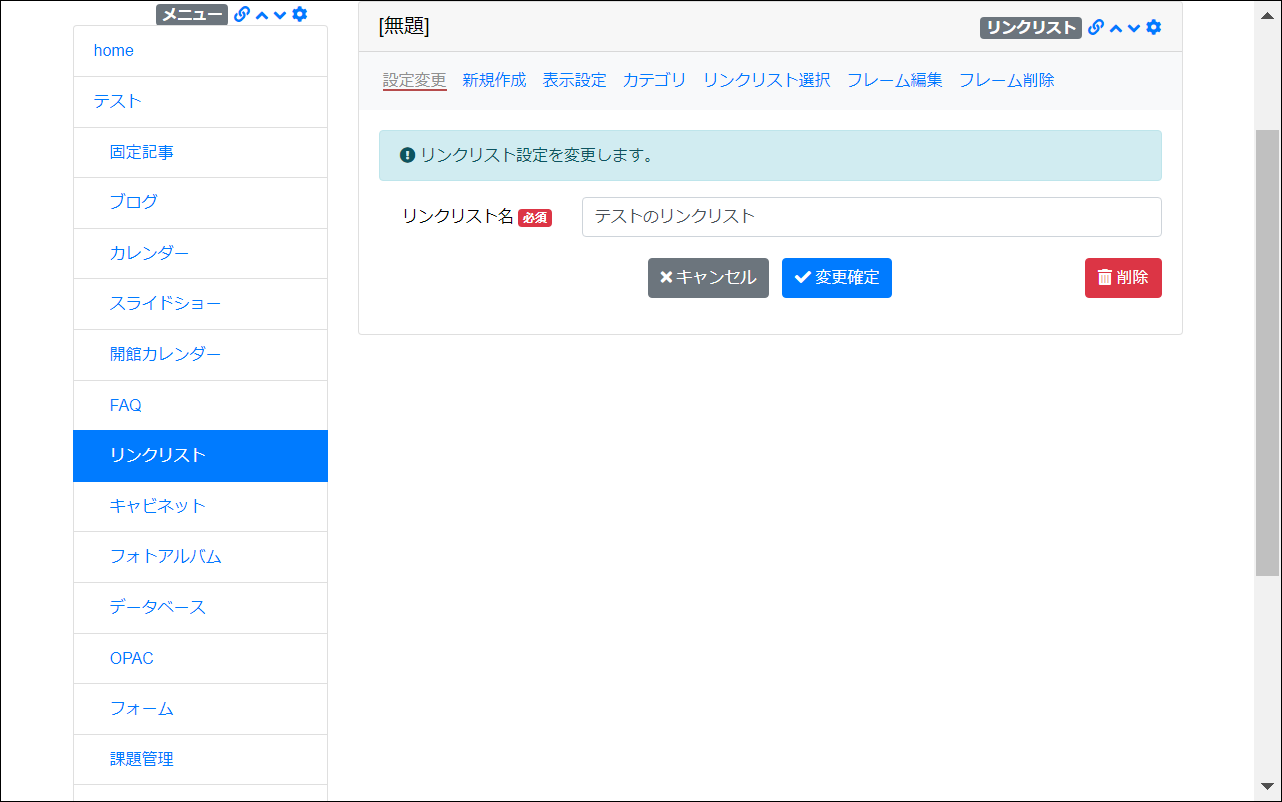 メニュー
home
テスト
固定記事
ブログ
カレンダー
スライドショー
開館カレンダー
FAQ
リンクリスト
キャビネット
フォトアルバム
データベース
OPAC
フォーム
課題管理
[無題]
リンクリスト
設定変更 新規作成 表示設定 カテゴリ リンクリスト選択 フレーム編集 フレーム削除
リンクリスト設定を変更します。
リンクリスト名 必須 テストのリンクリスト
キャンセル 変更確定 削除